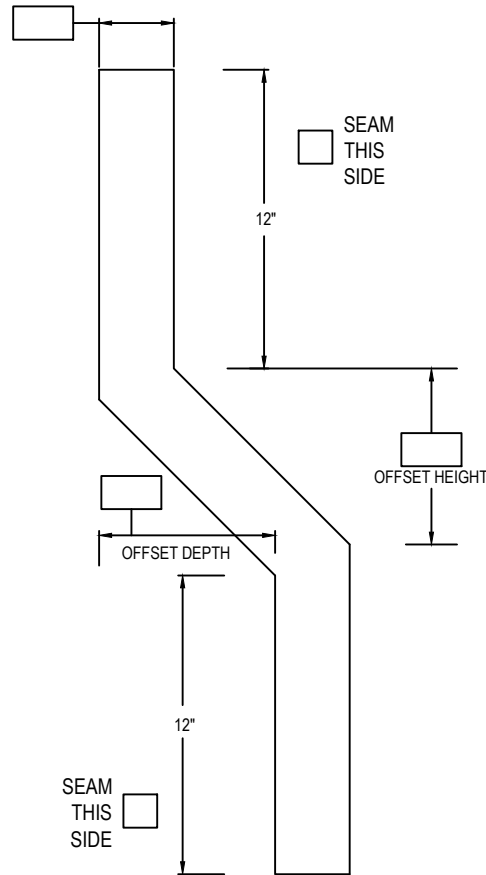 SEAM
THIS
SIDE
12"
OFFSET HEIGHT
OFFSET DEPTH
12"
SEAM
THIS
SIDE